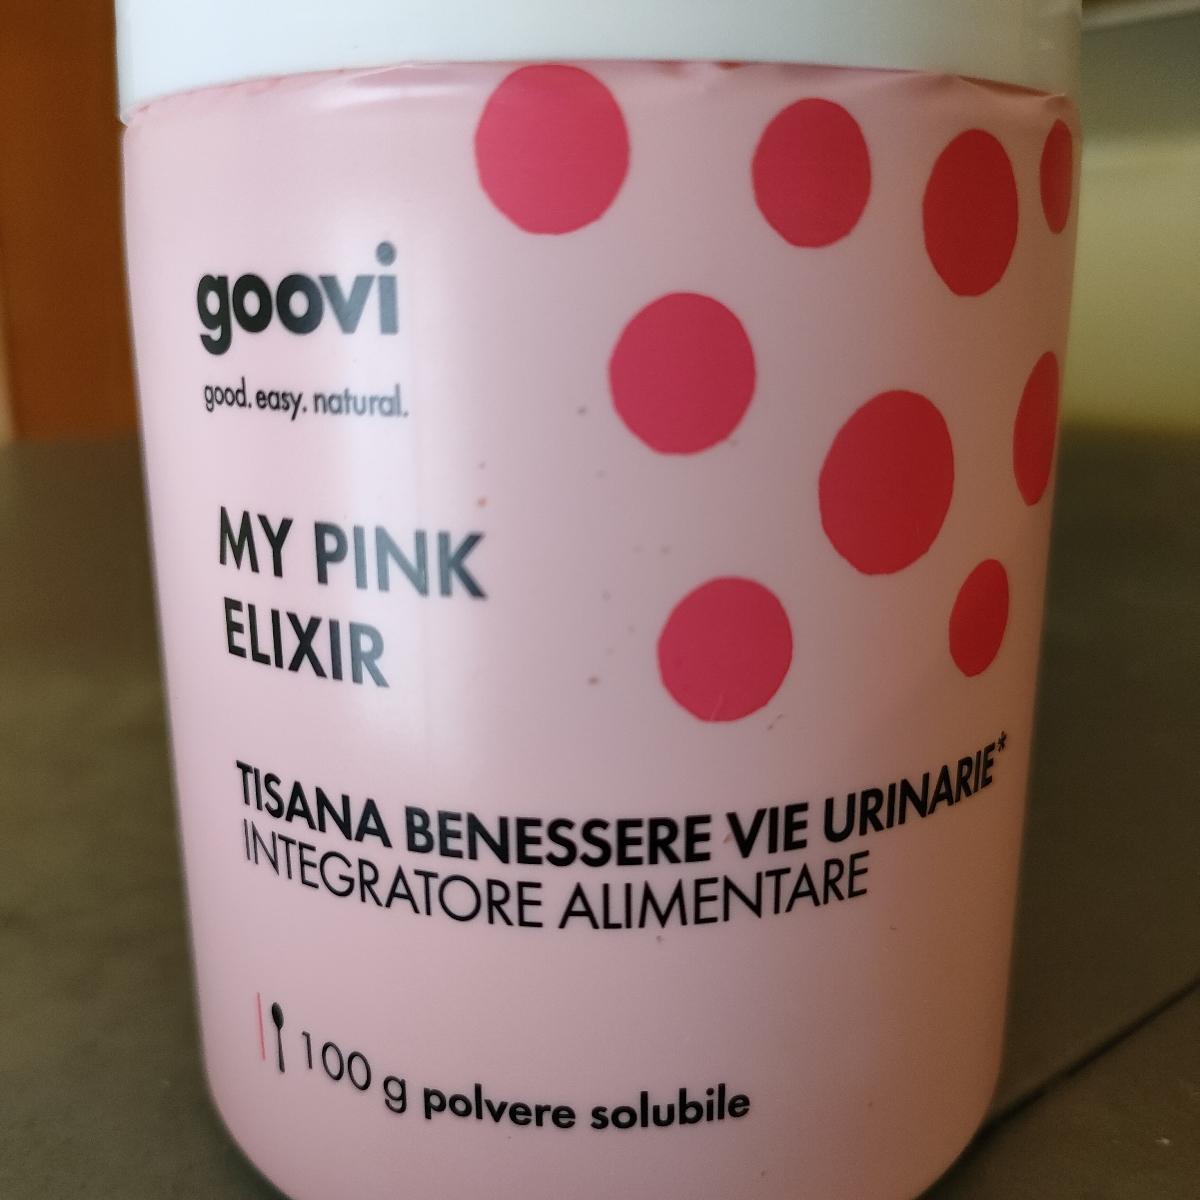 goovi
good. easy. natural.
MY PINK
ELIXIR
TISANA BENESSERE VIE URINARIE*
INTEGRATORE ALIMENTARE
100 g polvere solubile